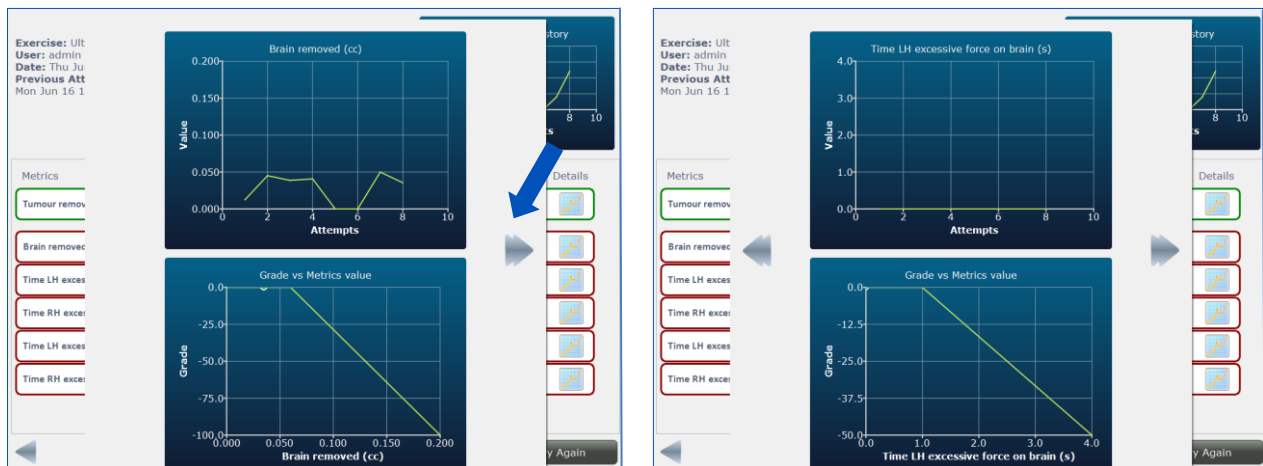 Exercise: Ult
User: admin
Date: Thu Ju
Previous Att
Mon Jun 16 1
Brain removed (cc)
0.200
0.150
0.100
0.050
0.000
Value
0 2 4 6 8 10
Attempts
story
8 10
ts
Metrics
Details
Tumour remov
Brain removed
Time LH exces
Time RH exces
Time LH exces
Time RH exces
Grade vs Metrics value
0.0
-25.0
-50.0
-75.0
-100.0
Grade
0.000 0.050 0.100 0.150 0.200
Brain removed (cc)
y Again
Exercise: Ult
User: admin
Date: Thu Ju
Previous Att
Mon Jun 16 1
Time LH excessive force on brain (s)
4.0
3.0
2.0
1.0
0.0
Value
0 2 4 6 8 10
Attempts
story
8 10
ts
Metrics
Details
Tumour remov
Brain removed
Time LH exces
Time RH exces
Time LH exces
Time RH exces
Grade vs Metrics value
0.0
-12.5
-25.0
-37.5
-50.0
Grade
0.0 1.0 2.0 3.0 4.0
Time LH excessive force on brain (s)
y Again